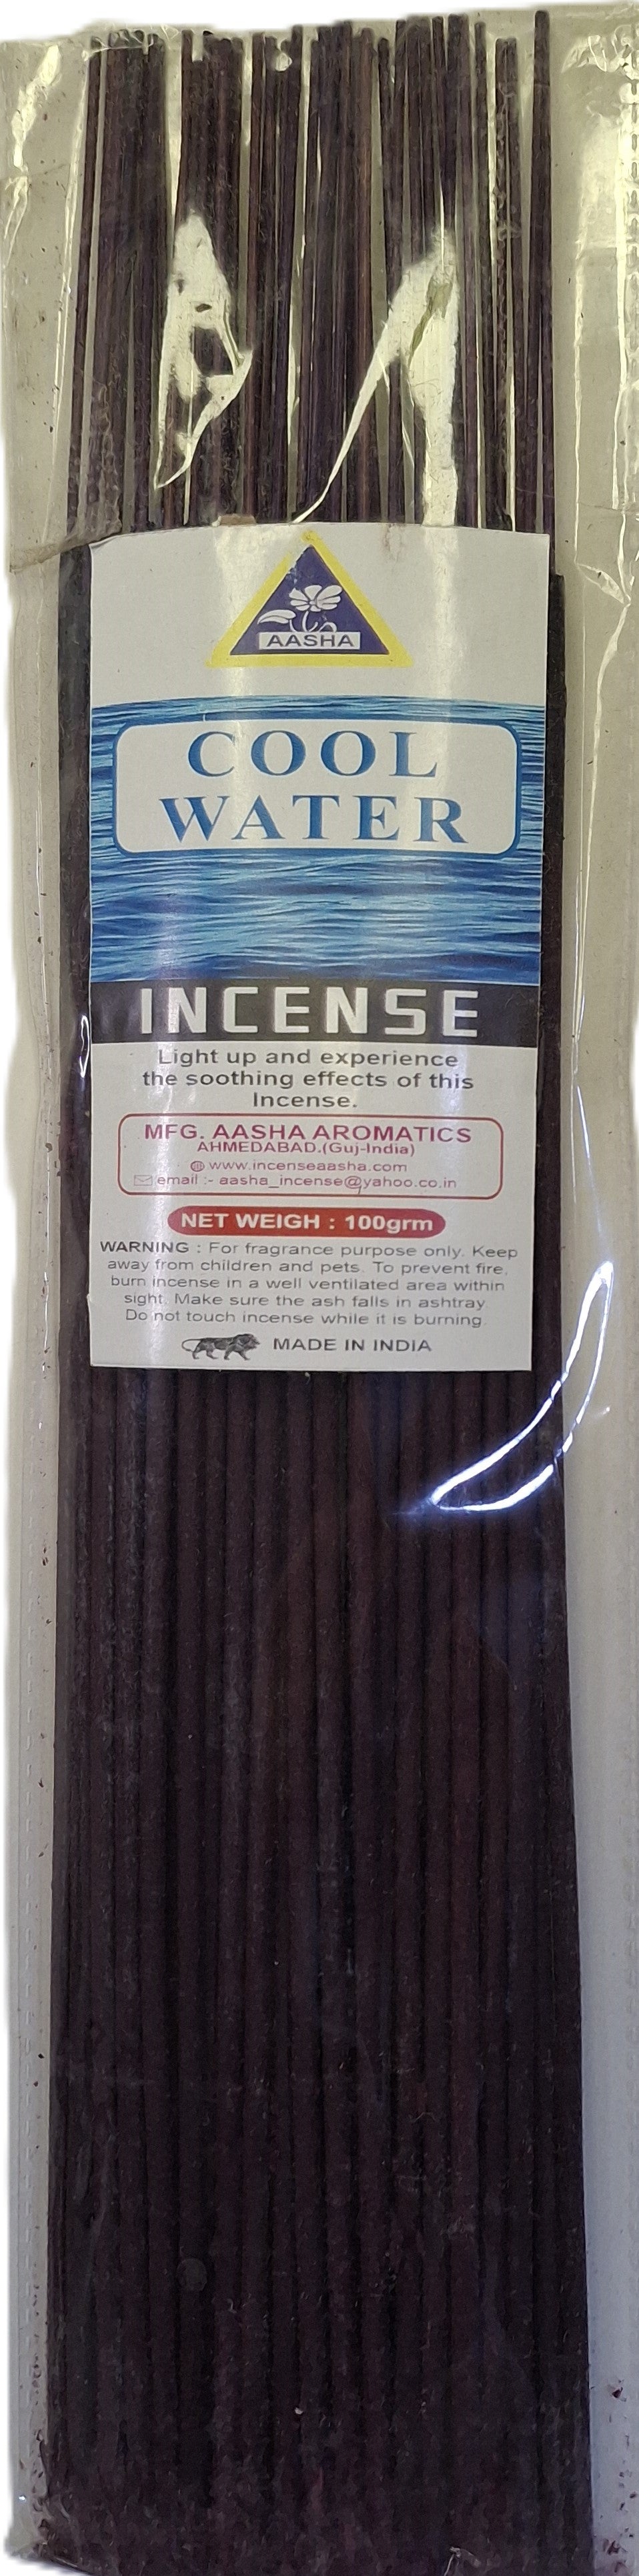 AASHA
COOL
WATER
INCENSE
Light up and experience
the soothing effects of this
Incense.
MFG. AASHA AROMATICS
AHMEDABAD.(Guj-India)
www.incenseaasha.com
email :- aasha_incense@yahoo.co.in
NET WEIGH : 100grm
WARNING : For fragrance purpose only. Keep
away from children and pets. To prevent fire,
burn incense in a well ventilated area within
sight. Make sure the ash falls in ashtray.
Do not touch incense while it is burning
MADE IN INDIA